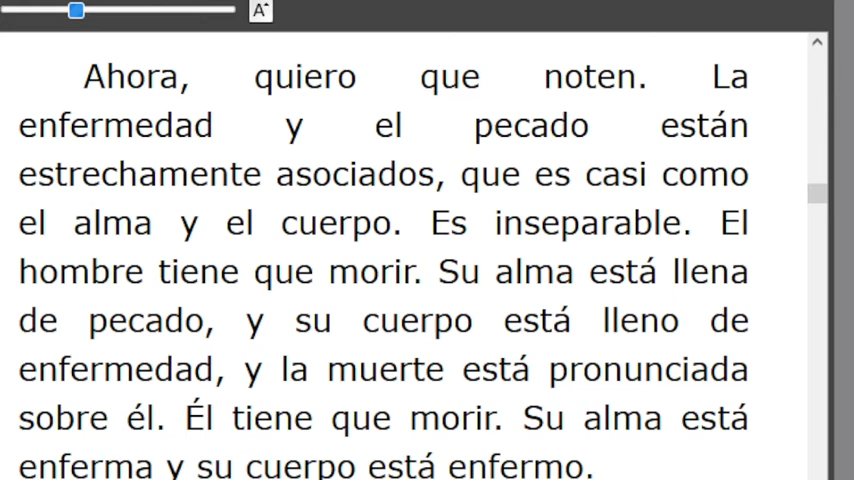 A
Ahora, quiero que noten. La
enfermedad y el pecado están
estrechamente asociados, que es casi como
el alma y el cuerpo. Es inseparable. El
hombre tiene que morir. Su alma está llena
de pecado, y su cuerpo está lleno de
enfermedad, y la muerte está pronunciada
sobre él. Él tiene que morir. Su alma está
enferma y su cuerpo está enfermo.